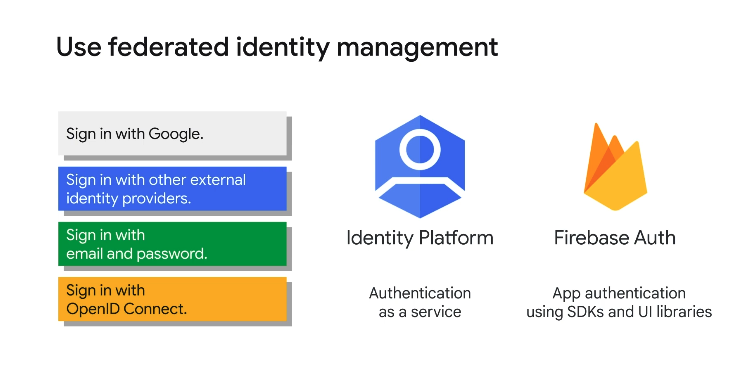 Use federated identity management
Sign in with Google.
Sign in with other external
identity providers.
Sign in with
email and password.
Sign in with
OpenID Connect.
Identity Platform
Authentication
as a service
Firebase Auth
App authentication
using SDKs and UI libraries